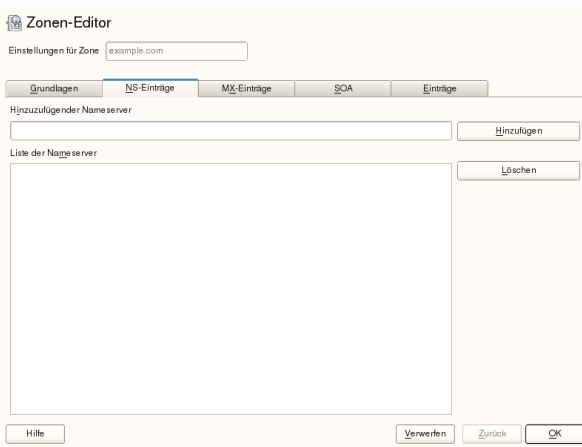 Zonen-Editor
Einstellungen für Zone example.com
Grundlagen NS-Einträge MX-Einträge SOA Einträge
Hinzuzufügender Nameserver
Hinzufügen
Liste der Nameserver
Löschen
Hilfe Verwerfen Zurück OK